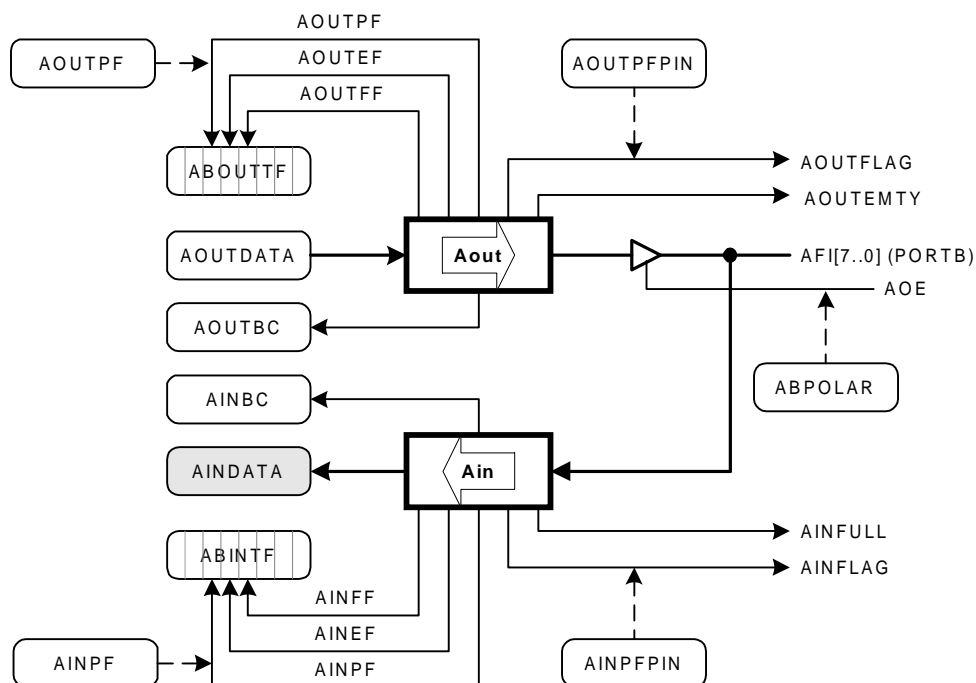 AOUTPF
AOUTPF
AOUTPFPIN
AOUTEF
AOUTFF
ABOUTTF
AOUTFLAG
AOUTEMTY
AOUTDATA
Aout
AFI[7..0] (PORTB)
AOE
AOUTBC
ABPOLAR
AINBC
AINDATA
Ain
AINFULL
ABINTF
AINFLAG
AINFF
AINEF
AINPF
AINPFPIN
AINPF